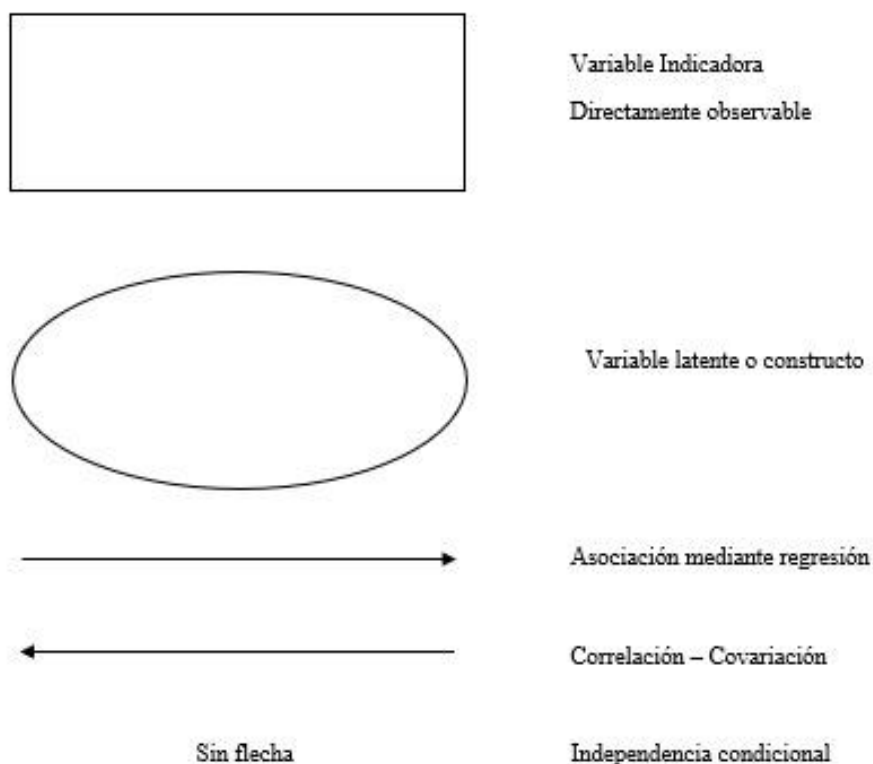 Variable Indicadora
Directamente observable
Variable latente o constructo
Asociación mediante regresión
Correlación – Covariación
Sin flecha
Independencia condicional